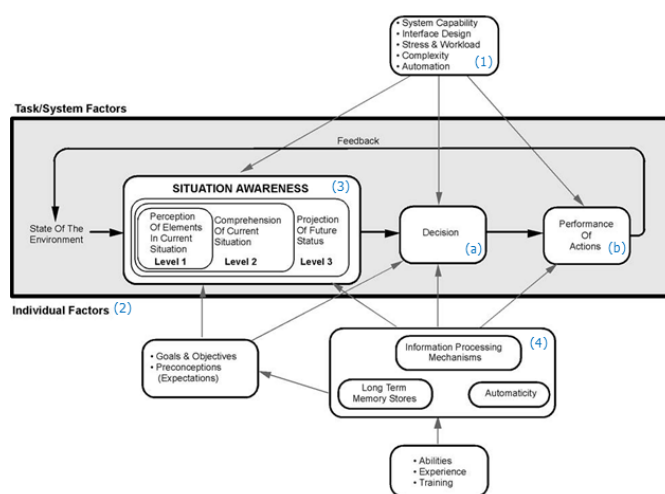 • System Capability
• Interface Design
• Stress & Workload
• Complexity
• Automation
(1)
Task/System Factors
Feedback
SITUATION AWARENESS
(3)
State Of The
Environment
Perception
Of Elements
In Current
Situation
Level 1
Comprehension
Of Current
Situation
Level 2
Projection
Of Future
Status
Level 3
Decision
(a)
Performance
Of
Actions
(b)
Individual Factors (2)
• Goals & Objectives
• Preconceptions
(Expectations)
(4)
Information Processing
Mechanisms
Long Term
Memory Stores
Automaticity
• Abilities
• Experience
• Training